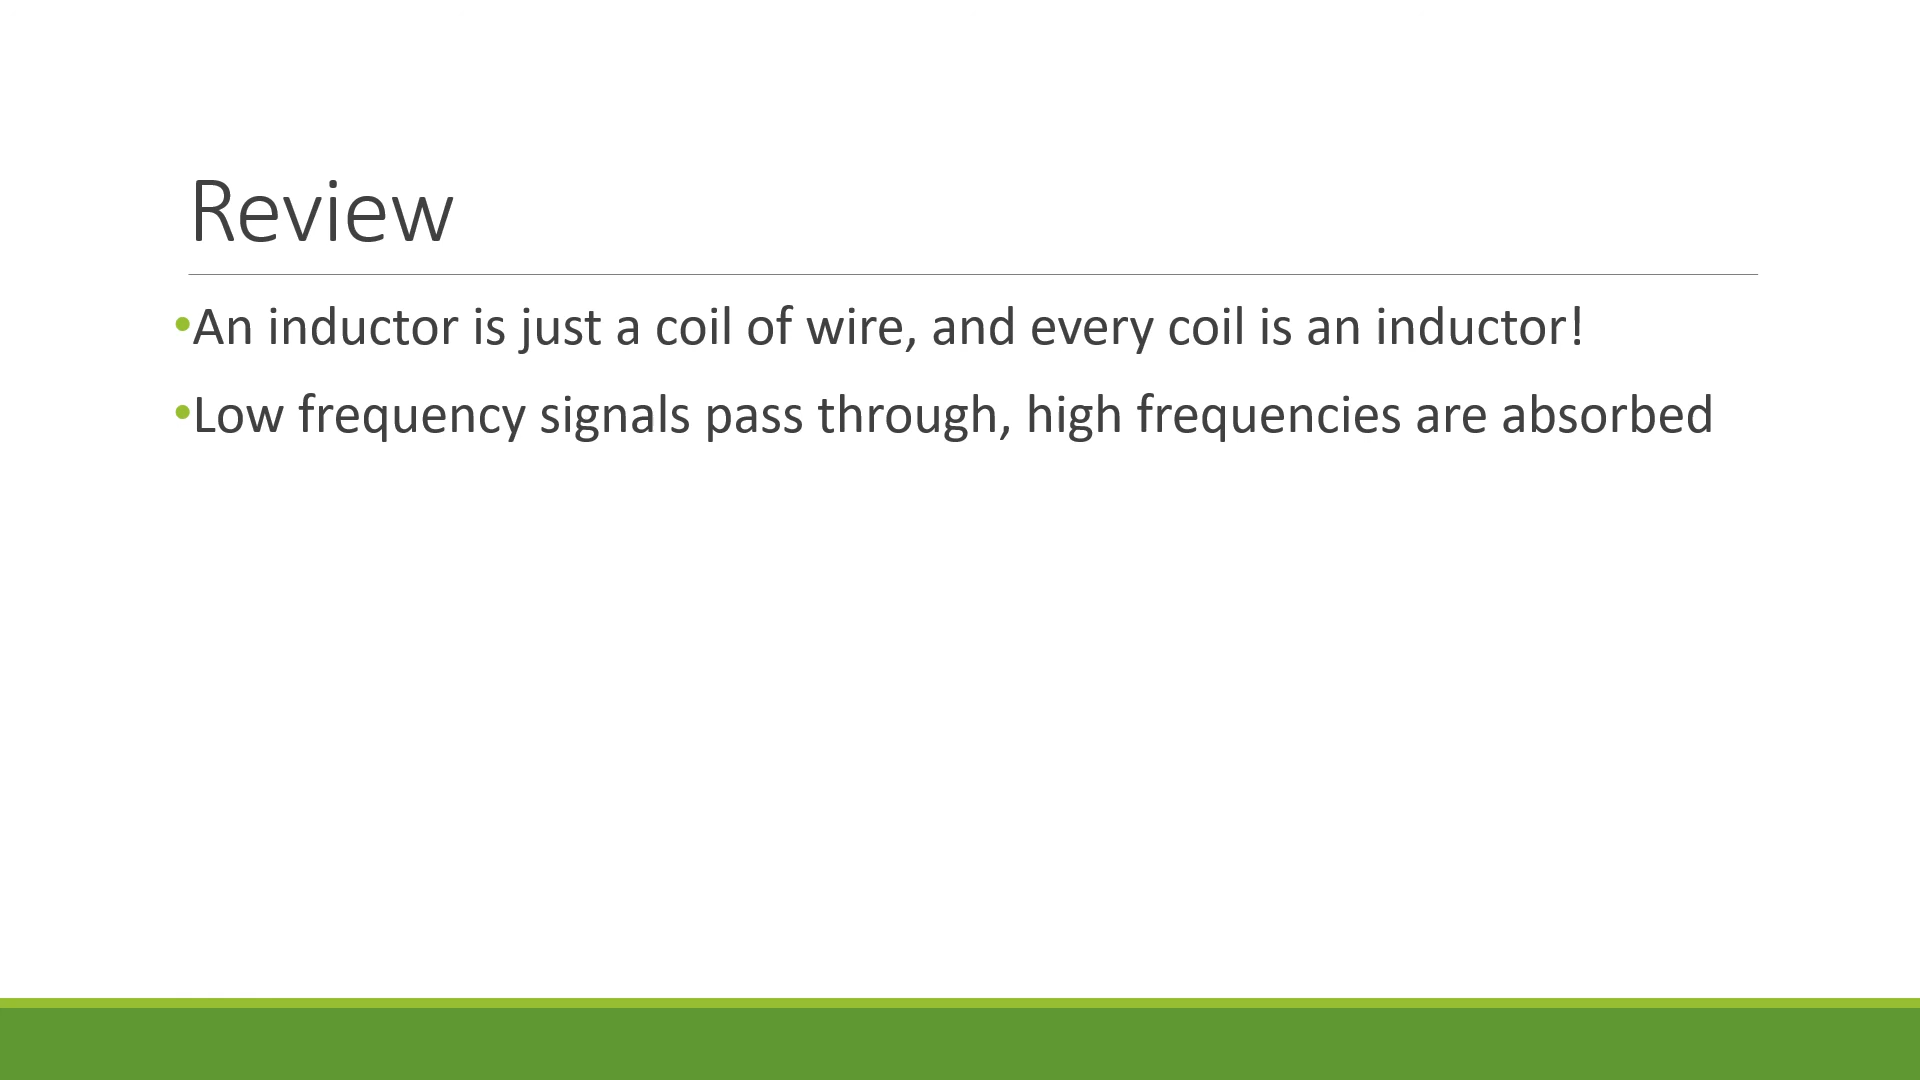 Review
•An inductor is just a coil of wire, and every coil is an inductor!
•Low frequency signals pass through, high frequencies are absorbed